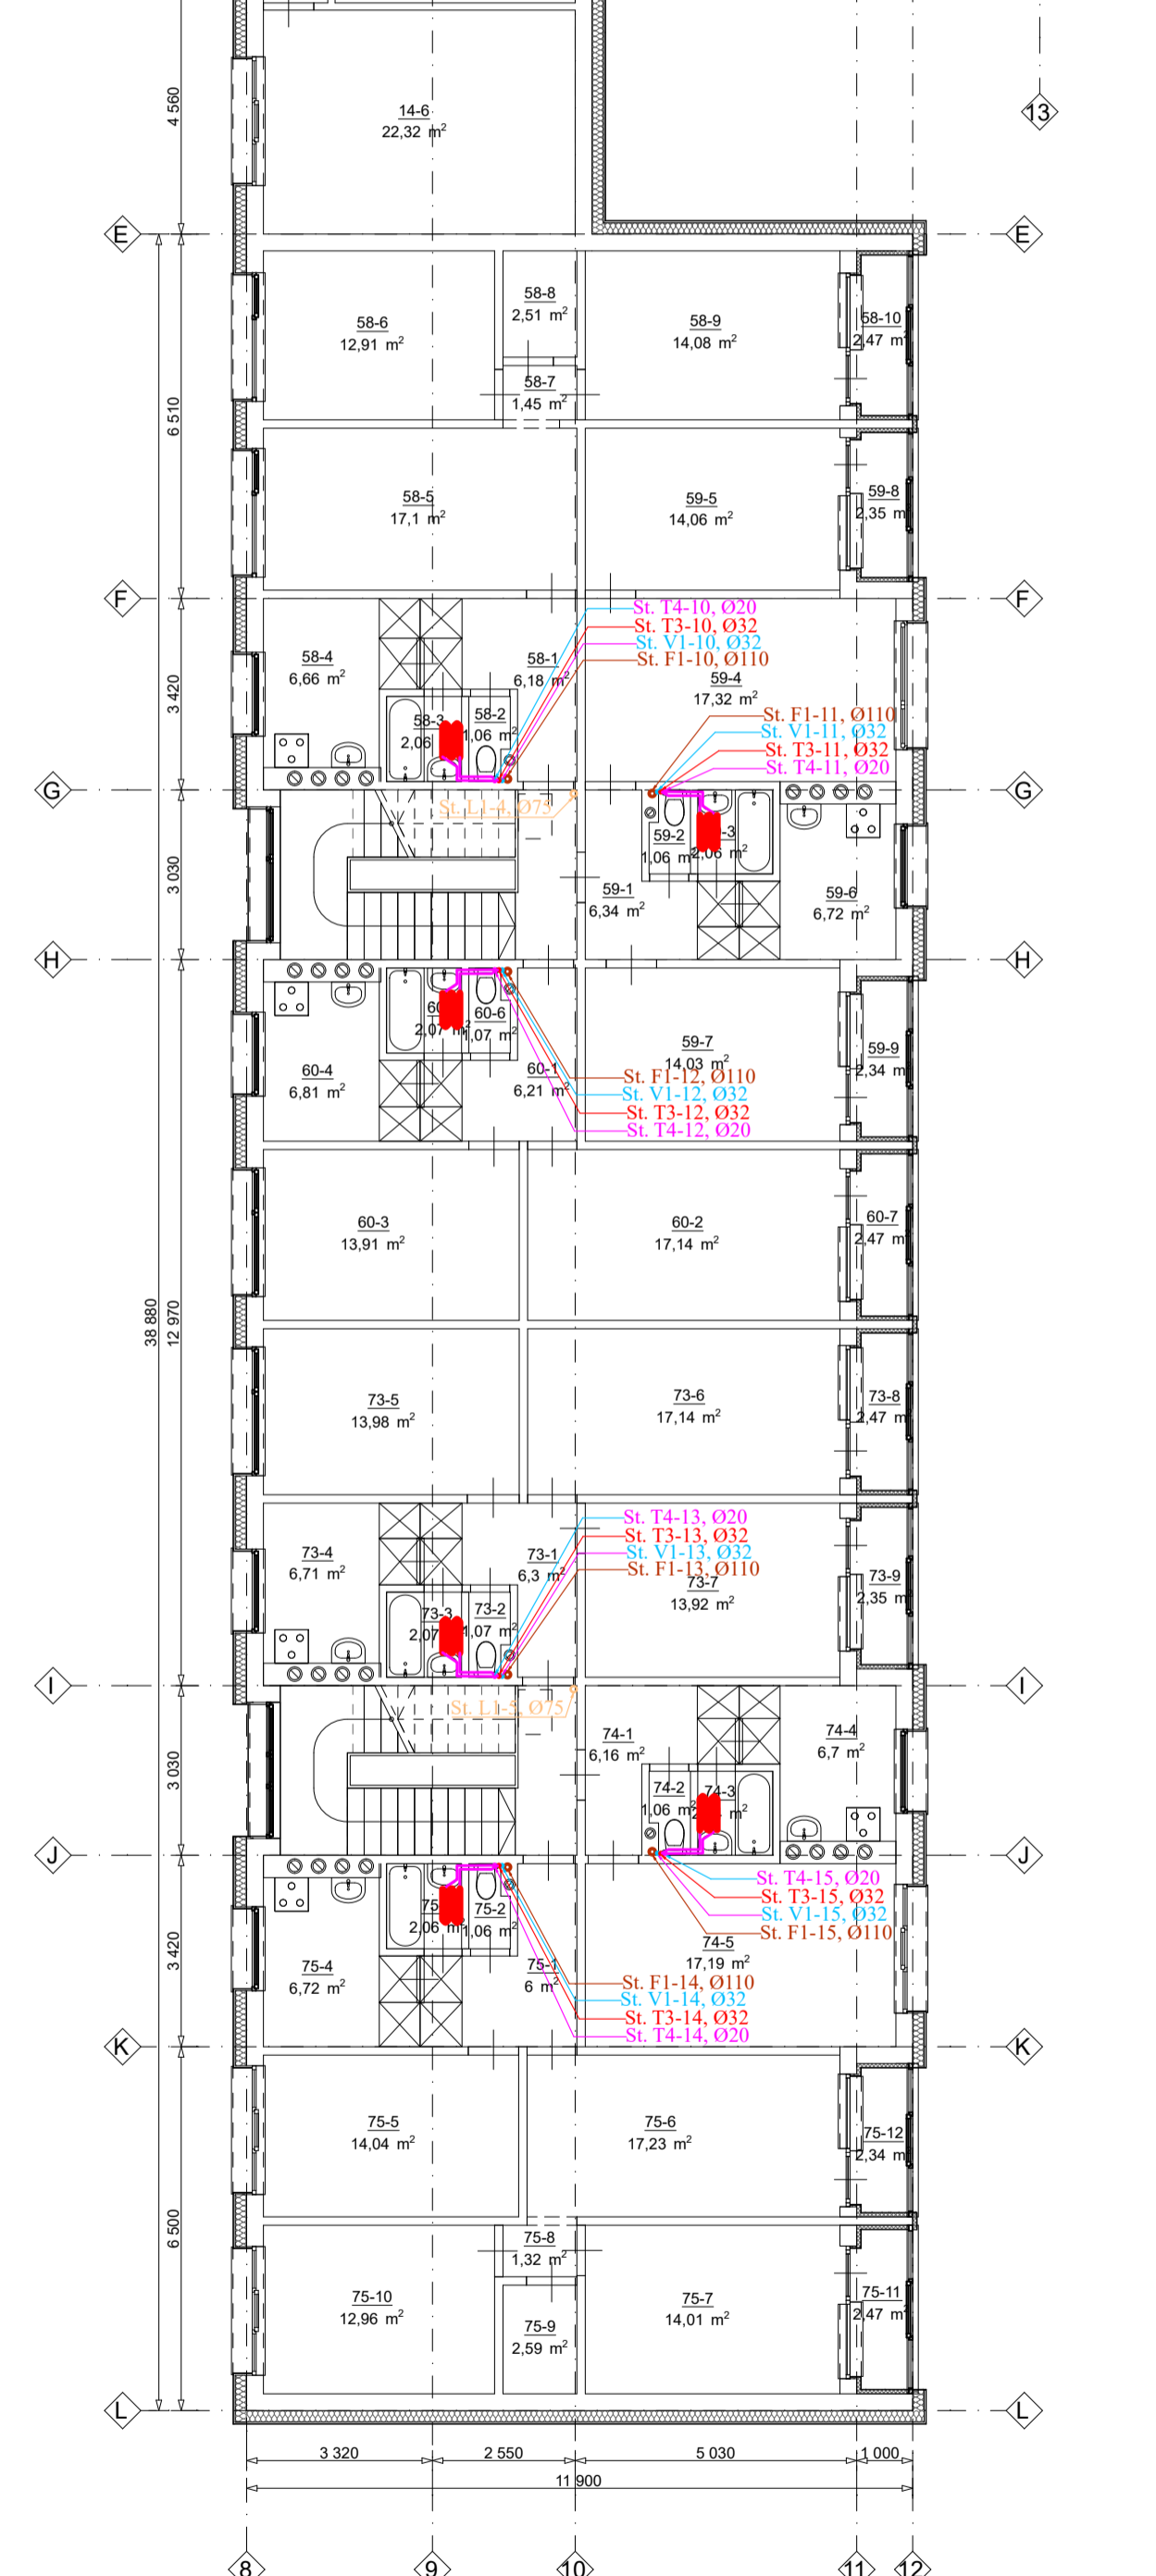 4 560
14-6
22,32 m²
13
E
E
58-8
2,51 m²
58-6
12,91 m²
58-9
14,08 m²
58-10
2,47 m²
58-7
1,45 m²
6 510
58-5
17,1 m²
59-5
14,06 m²
59-8
2,35 m
F
F
St. T4-10, Ø20
St. T3-10, Ø32
St. V1-10, Ø32
St. F1-10, Ø110
58-4
6,66 m²
58-1
6,18 m²
59-4
17,32 m²
3 420
58-3
2,06
58-2
1,06 m²
St. F1-11, Ø110
St. V1-11, Ø32
St. T3-11, Ø32
St. T4-11, Ø20
G
G
St. L1-4, Ø75
59-2
1,06 m²
-3
2,06 m²
3 030
59-1
6,34 m²
59-6
6,72 m²
H
H
60-4
6,81 m²
60
2,07 m²
60-6
1,07 m²
60-1
6,21 m²
59-7
14,03 m²
59-9
2,34 m
St. F1-12, Ø110
St. V1-12, Ø32
St. T3-12, Ø32
St. T4-12, Ø20
60-3
13,91 m²
60-2
17,14 m²
60-7
2,47 m
38 880
12 970
73-5
13,98 m²
73-6
17,14 m²
73-8
2,47 m
St. T4-13, Ø20
St. T3-13, Ø32
St. V1-13, Ø32
St. F1-13, Ø110
73-4
6,71 m²
73-1
6,3 m²
73-7
13,92 m²
73-9
2,35 m
73-3
2,07
73-2
1,07 m²
I
I
St. L1-5, Ø75
74-1
6,16 m²
74-4
6,7 m²
3 030
74-2
1,06 m²
74-3
m²
J
J
St. T4-15, Ø20
St. T3-15, Ø32
St. V1-15, Ø32
St. F1-15, Ø110
75
2,06 m²
75-2
1,06 m²
74-5
17,19 m²
3 420
75-4
6,72 m²
75-1
6 m²
St. F1-14, Ø110
St. V1-14, Ø32
St. T3-14, Ø32
St. T4-14, Ø20
K
K
75-5
14,04 m²
75-6
17,23 m²
75-12
2,34 m
6 500
75-8
1,32 m²
75-10
12,96 m²
75-9
2,59 m²
75-7
14,01 m²
75-11
2,47 m²
L
L
3 320
2 550
5 030
1 000
11 900
8
9
10
11
12